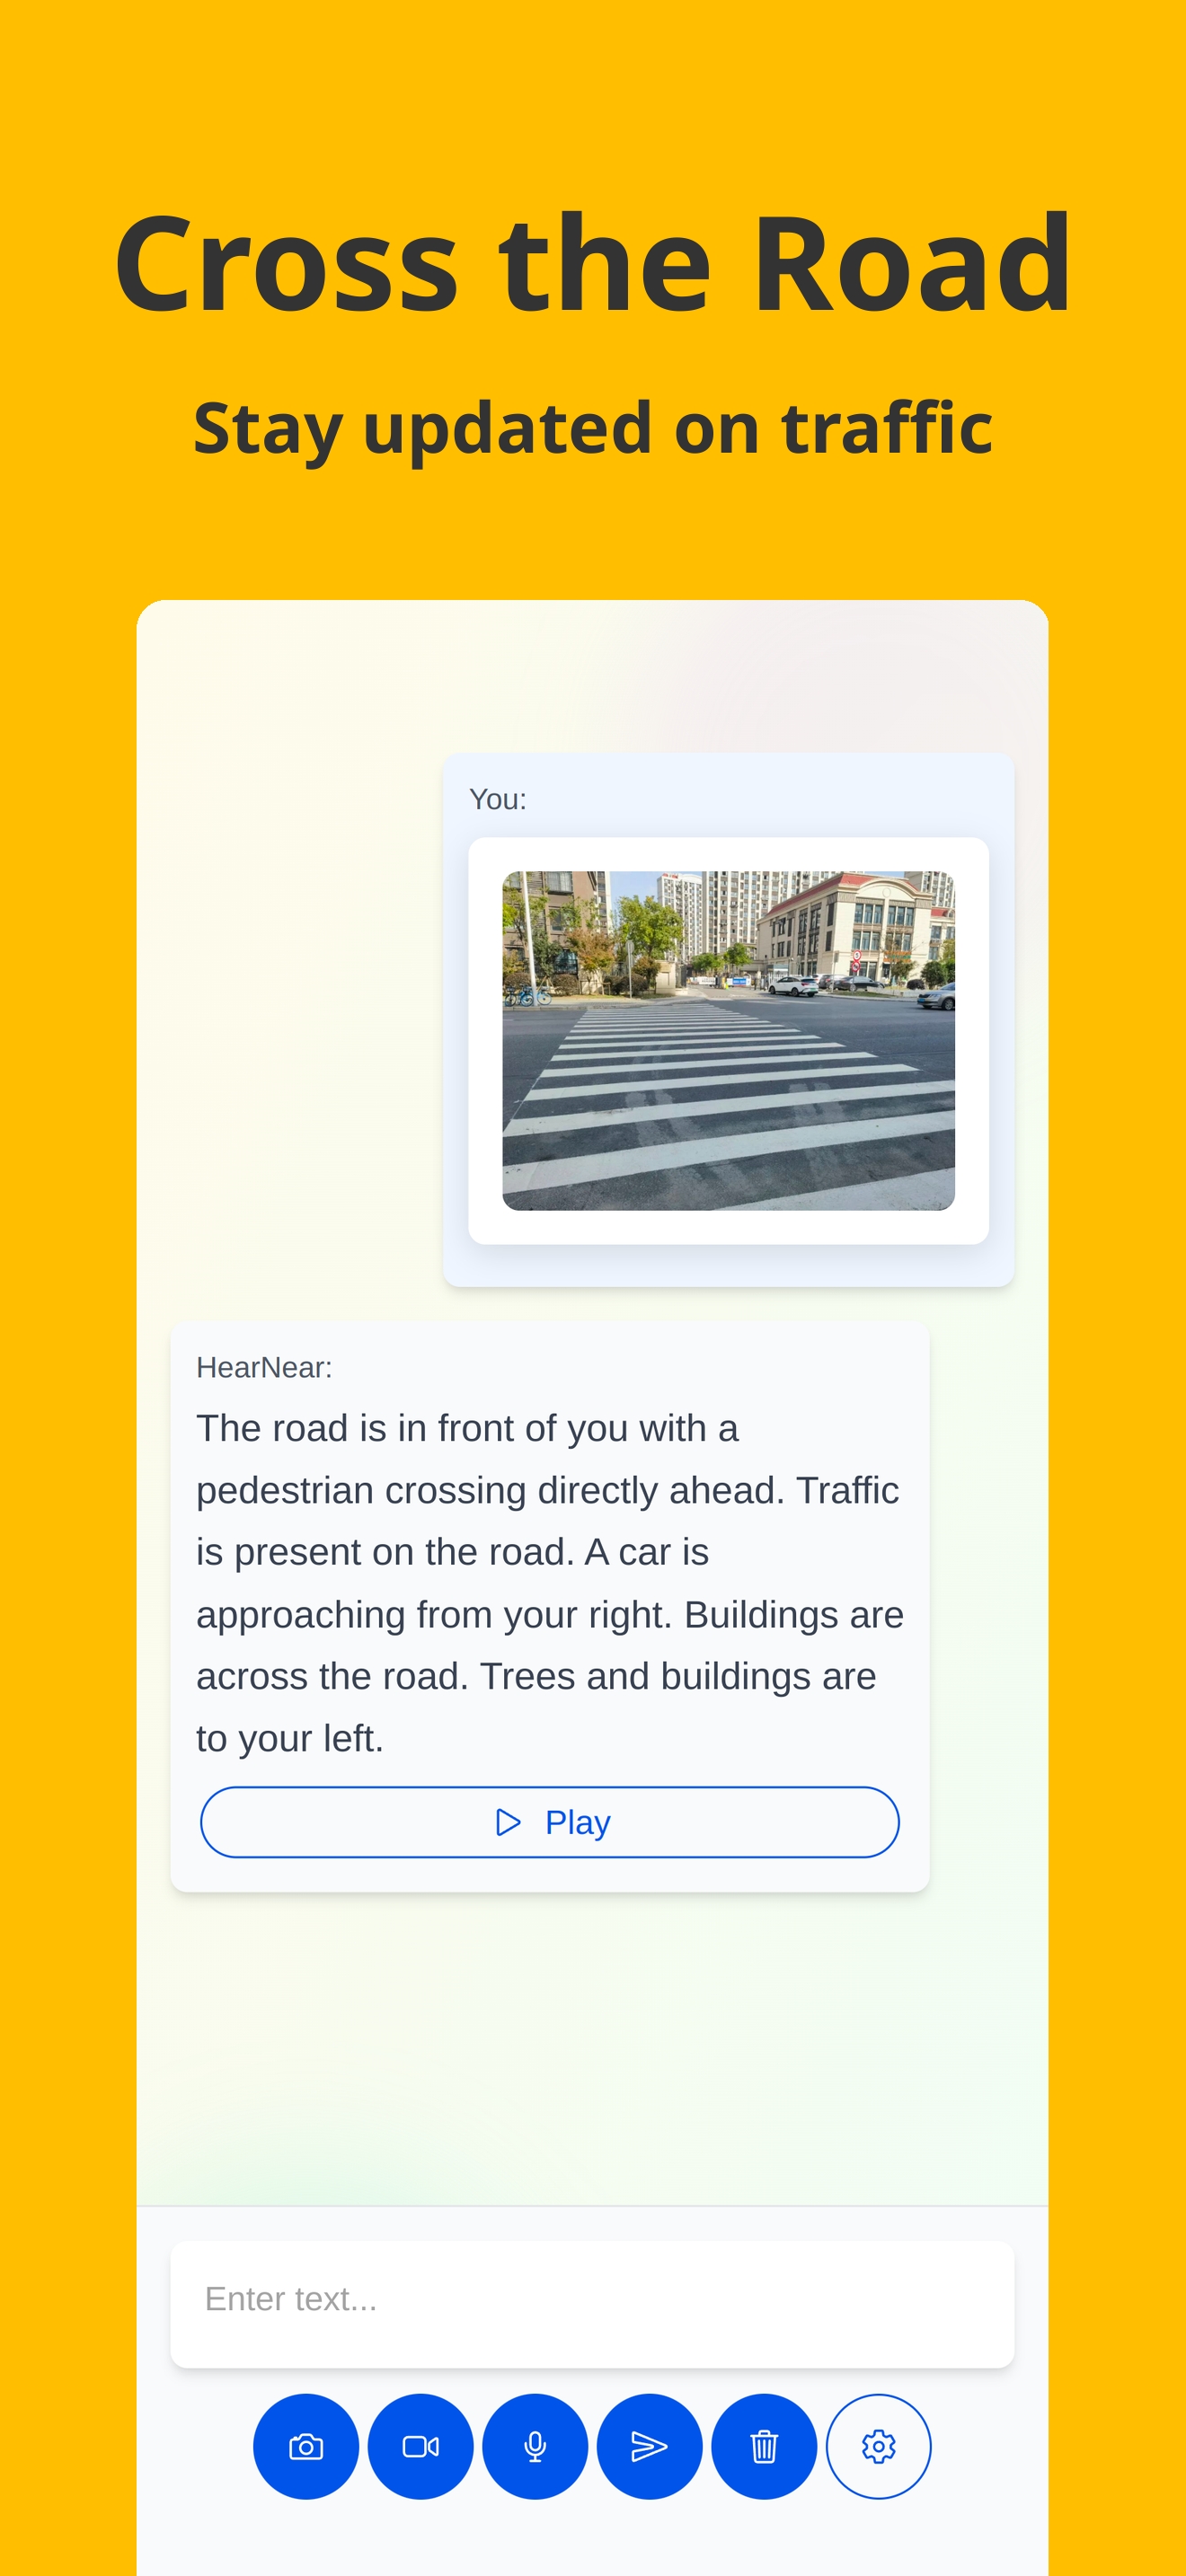 Cross the Road
Stay updated on traffic
You:
HearNear:
The road is in front of you with a
pedestrian crossing directly ahead. Traffic
is present on the road. A car is
approaching from your right. Buildings are
across the road. Trees and buildings are
to your left.
Play
Enter text...